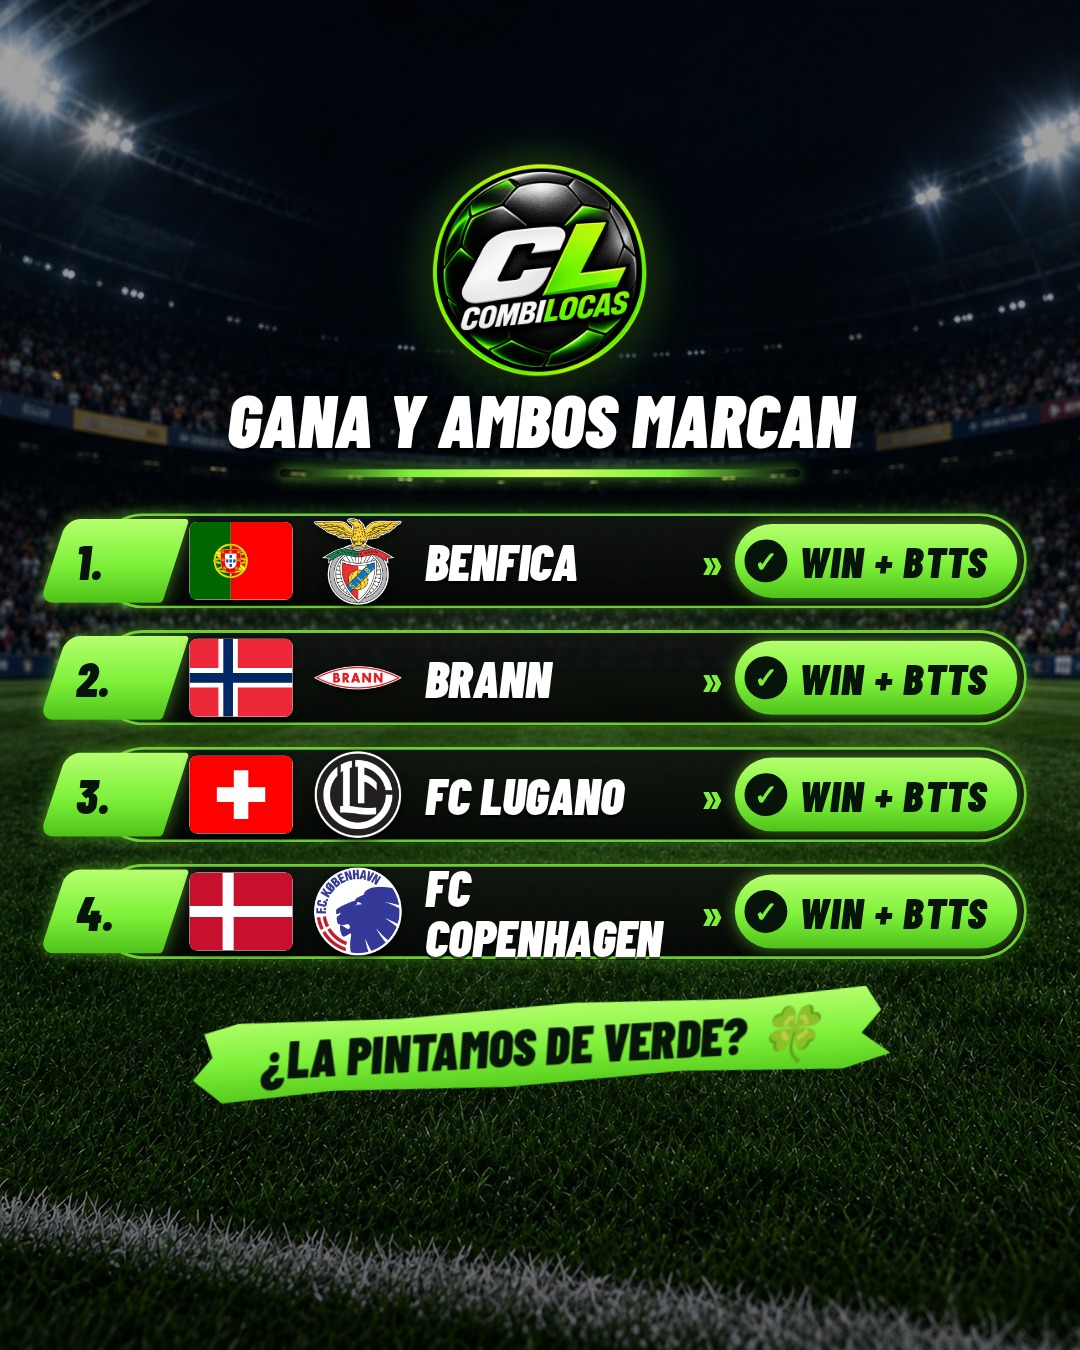 CL
COMBILOCAS
GANA Y AMBOS MARCAN
1. BENFICA » ✓ WIN + BTTS
2. BRANN BRANN » ✓ WIN + BTTS
3. FC LUGANO » ✓ WIN + BTTS
4. F.C. KØBENHAVN FC COPENHAGEN » ✓ WIN + BTTS
¿LA PINTAMOS DE VERDE? 🍀